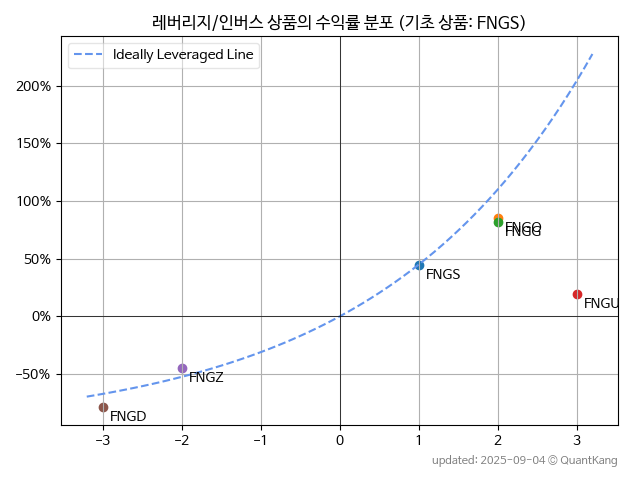 레버리지/인버스 상품의 수익률 분포 (기초 상품: FNGS)
Ideally Leveraged Line
200%
150%
100%
50%
0%
−50%
FNGO
FNGG
FNGS
FNGU
FNGZ
FNGD
−3 −2 −1 0 1 2 3
updated: 2025-09-04 © QuantKang